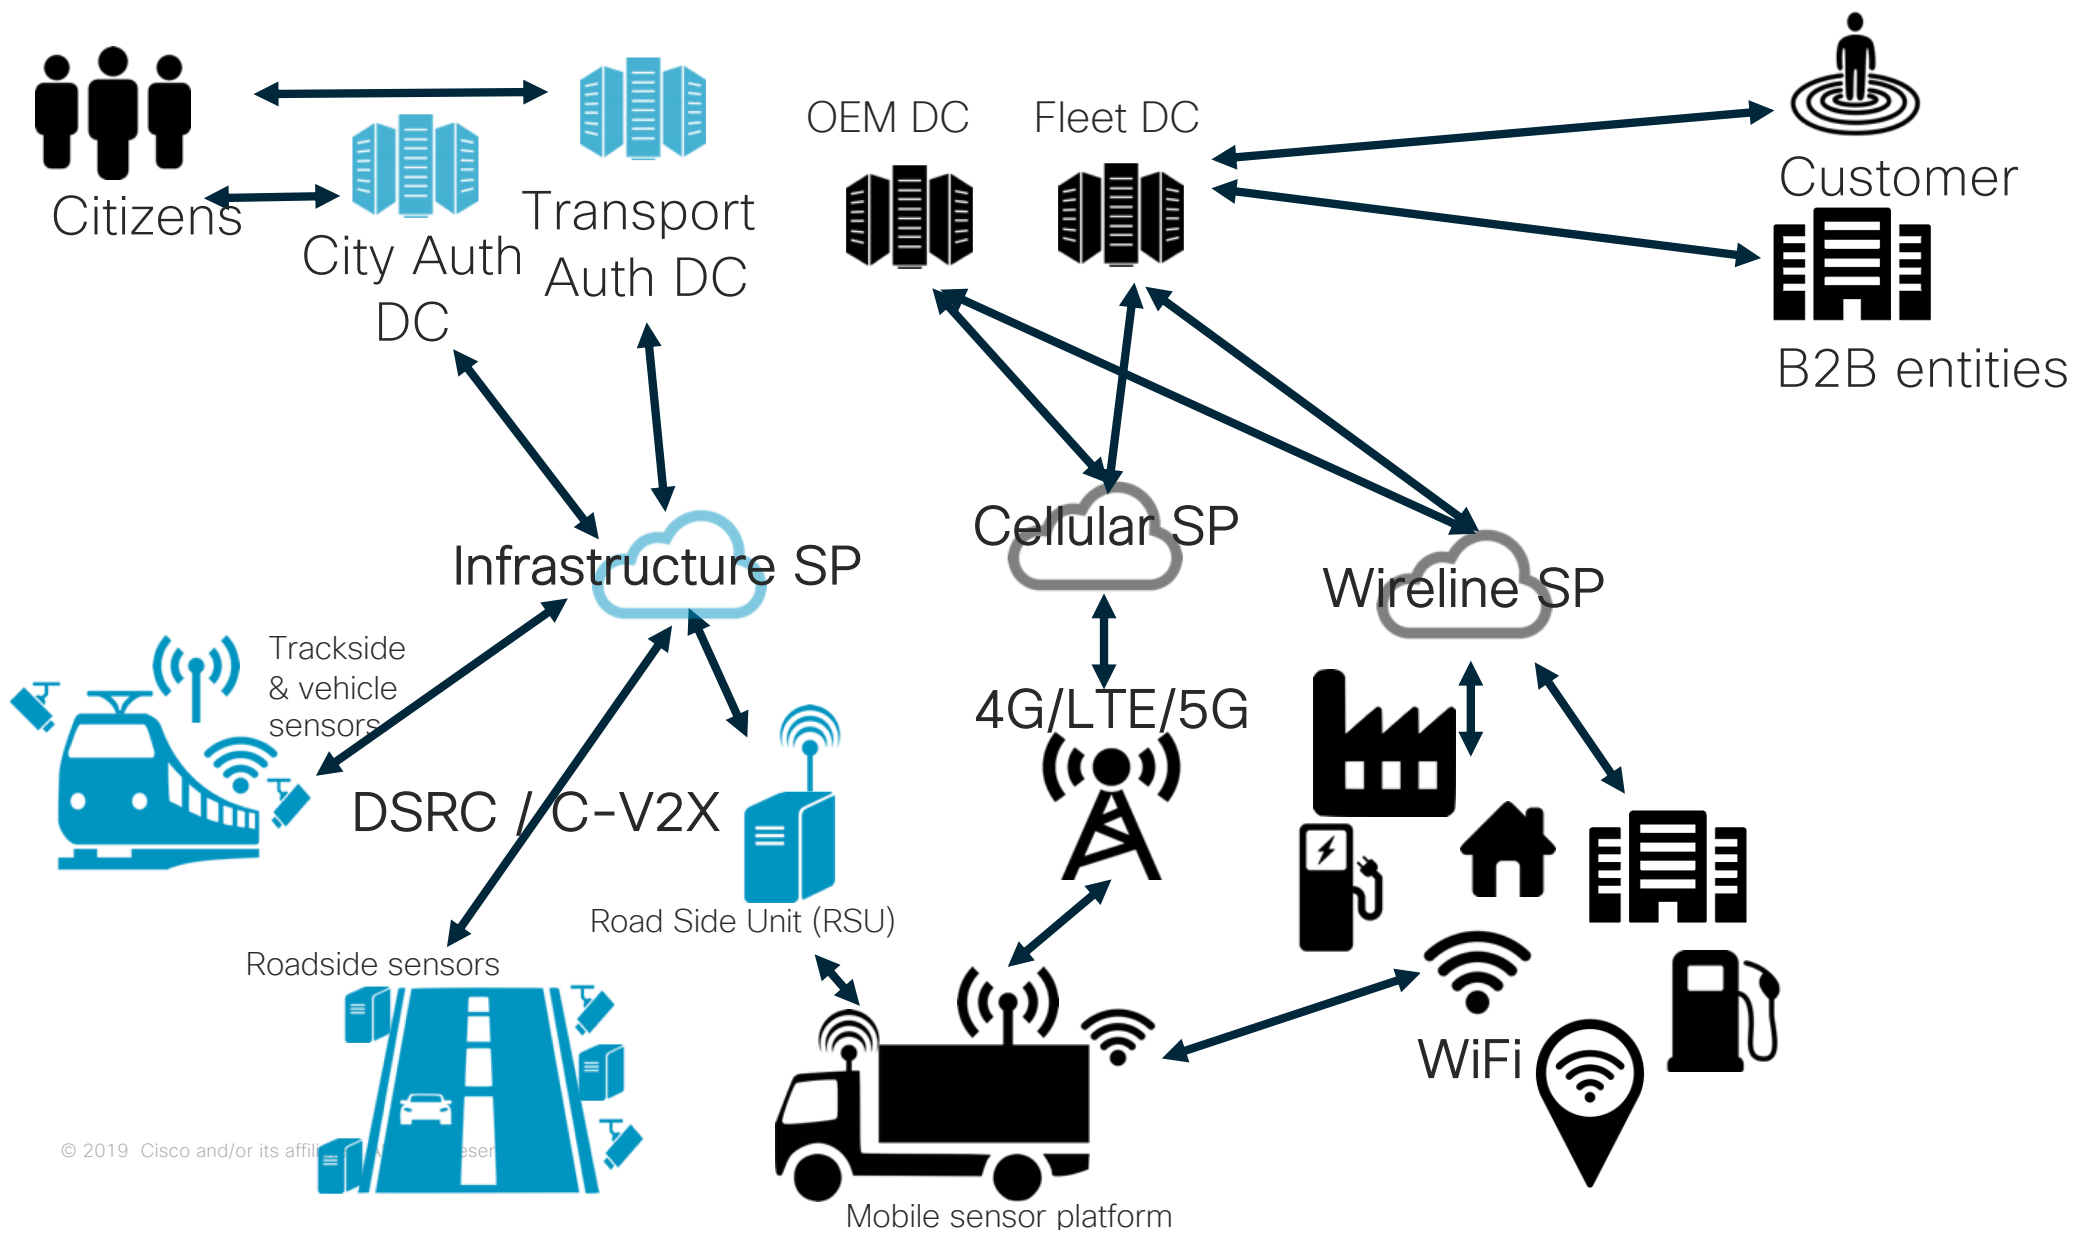 OEM DC
Fleet DC
Customer
Citizens
Transport
Auth DC
City Auth
DC
B2B entities
Cellular SP
Infrastructure SP
Wireline SP
Trackside
& vehicle
sensors
4G/LTE/5G
DSRC / C-V2X
Road Side Unit (RSU)
Roadside sensors
WiFi
© 2019 Cisco and/or its
Mobile sensor platform